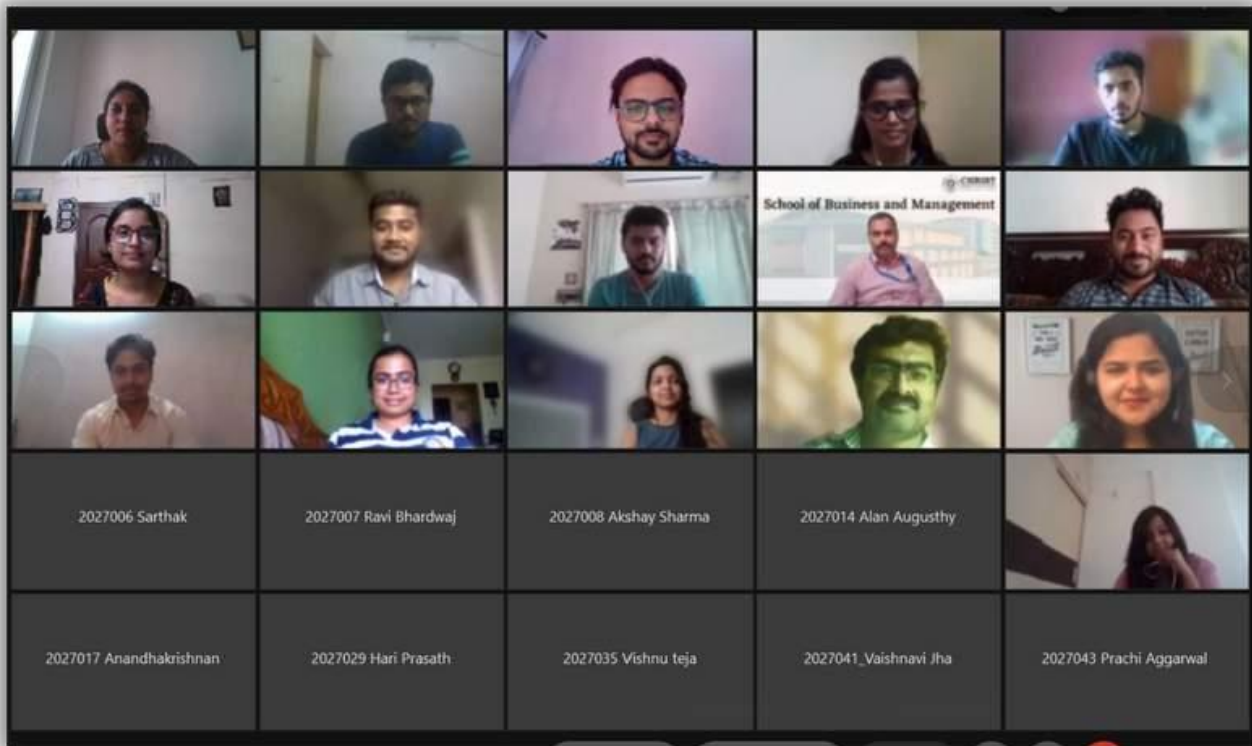 CHRIST
School of Business and Management
2027006 Sarthak
2027007 Ravi Bhardwaj
2027008 Akshay Sharma
2027014 Alan Augusthy
2027017 Anandhakrishnan
2027029 Hari Prasath
2027035 Vishnu teja
2027041_Vaishnavi Jha
2027043 Prachi Aggarwal